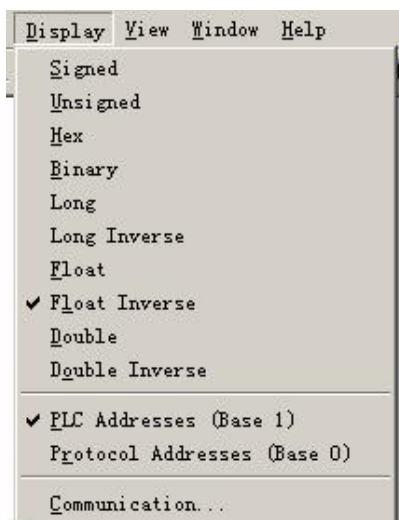 Display View Window Help
Signed
Unsigned
Hex
Binary
Long
Long Inverse
Float
Float Inverse
Double
Double Inverse
PLC Addresses (Base 1)
Protocol Addresses (Base 0)
Communication...